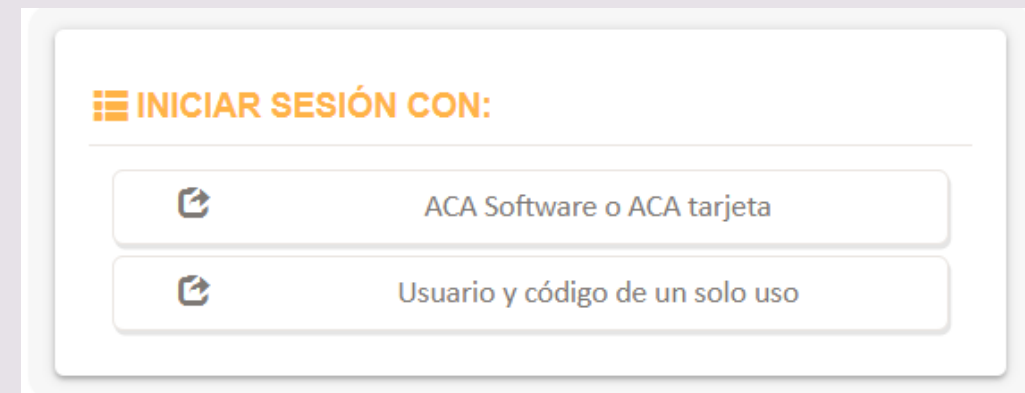 INICIAR SESIÓN CON:
ACA Software o ACA tarjeta
Usuario y código de un solo uso